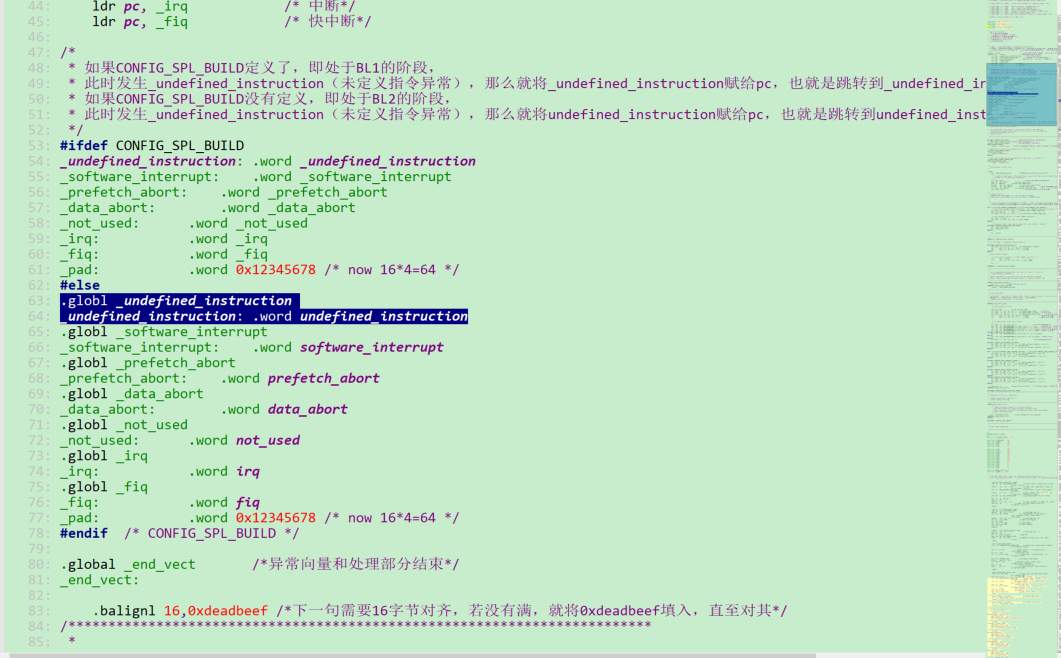 44:     ldr pc, _irq            /* 中断*/
45:     ldr pc, _fiq            /* 快中断*/
46:
47: /*
48:  * 如果CONFIG_SPL_BUILD定义了，即处于BL1的阶段，
49:  * 此时发生_undefined_instruction（未定义指令异常），那么就将_undefined_instruction赋给pc，也就是跳转到_undefined_ir
50:  * 如果CONFIG_SPL_BUILD没有定义，即处于BL2的阶段，
51:  * 此时发生_undefined_instruction（未定义指令异常），那么就将undefined_instruction赋给pc，也就是跳转到undefined_inst
52:  */
53: #ifdef CONFIG_SPL_BUILD
54: _undefined_instruction: .word _undefined_instruction
55: _software_interrupt:    .word _software_interrupt
56: _prefetch_abort:    .word _prefetch_abort
57: _data_abort:        .word _data_abort
58: _not_used:      .word _not_used
59: _irq:           .word _irq
60: _fiq:           .word _fiq
61: _pad:           .word 0x12345678 /* now 16*4=64 */
62: #else
63: .globl _undefined_instruction
64: _undefined_instruction: .word undefined_instruction
65: .globl _software_interrupt
66: _software_interrupt:    .word software_interrupt
67: .globl _prefetch_abort
68: _prefetch_abort:    .word prefetch_abort
69: .globl _data_abort
70: _data_abort:        .word data_abort
71: .globl _not_used
72: _not_used:      .word not_used
73: .globl _irq
74: _irq:           .word irq
75: .globl _fiq
76: _fiq:           .word fiq
77: _pad:           .word 0x12345678 /* now 16*4=64 */
78: #endif  /* CONFIG_SPL_BUILD */
79:
80: .global _end_vect       /*异常向量和处理部分结束*/
81: _end_vect:
82:
83:     .balignl 16,0xdeadbeef /*下一句需要16字节对齐，若没有满，就将0xdeadbeef填入，直至对其*/
84: /*************************************************************************
85:  *